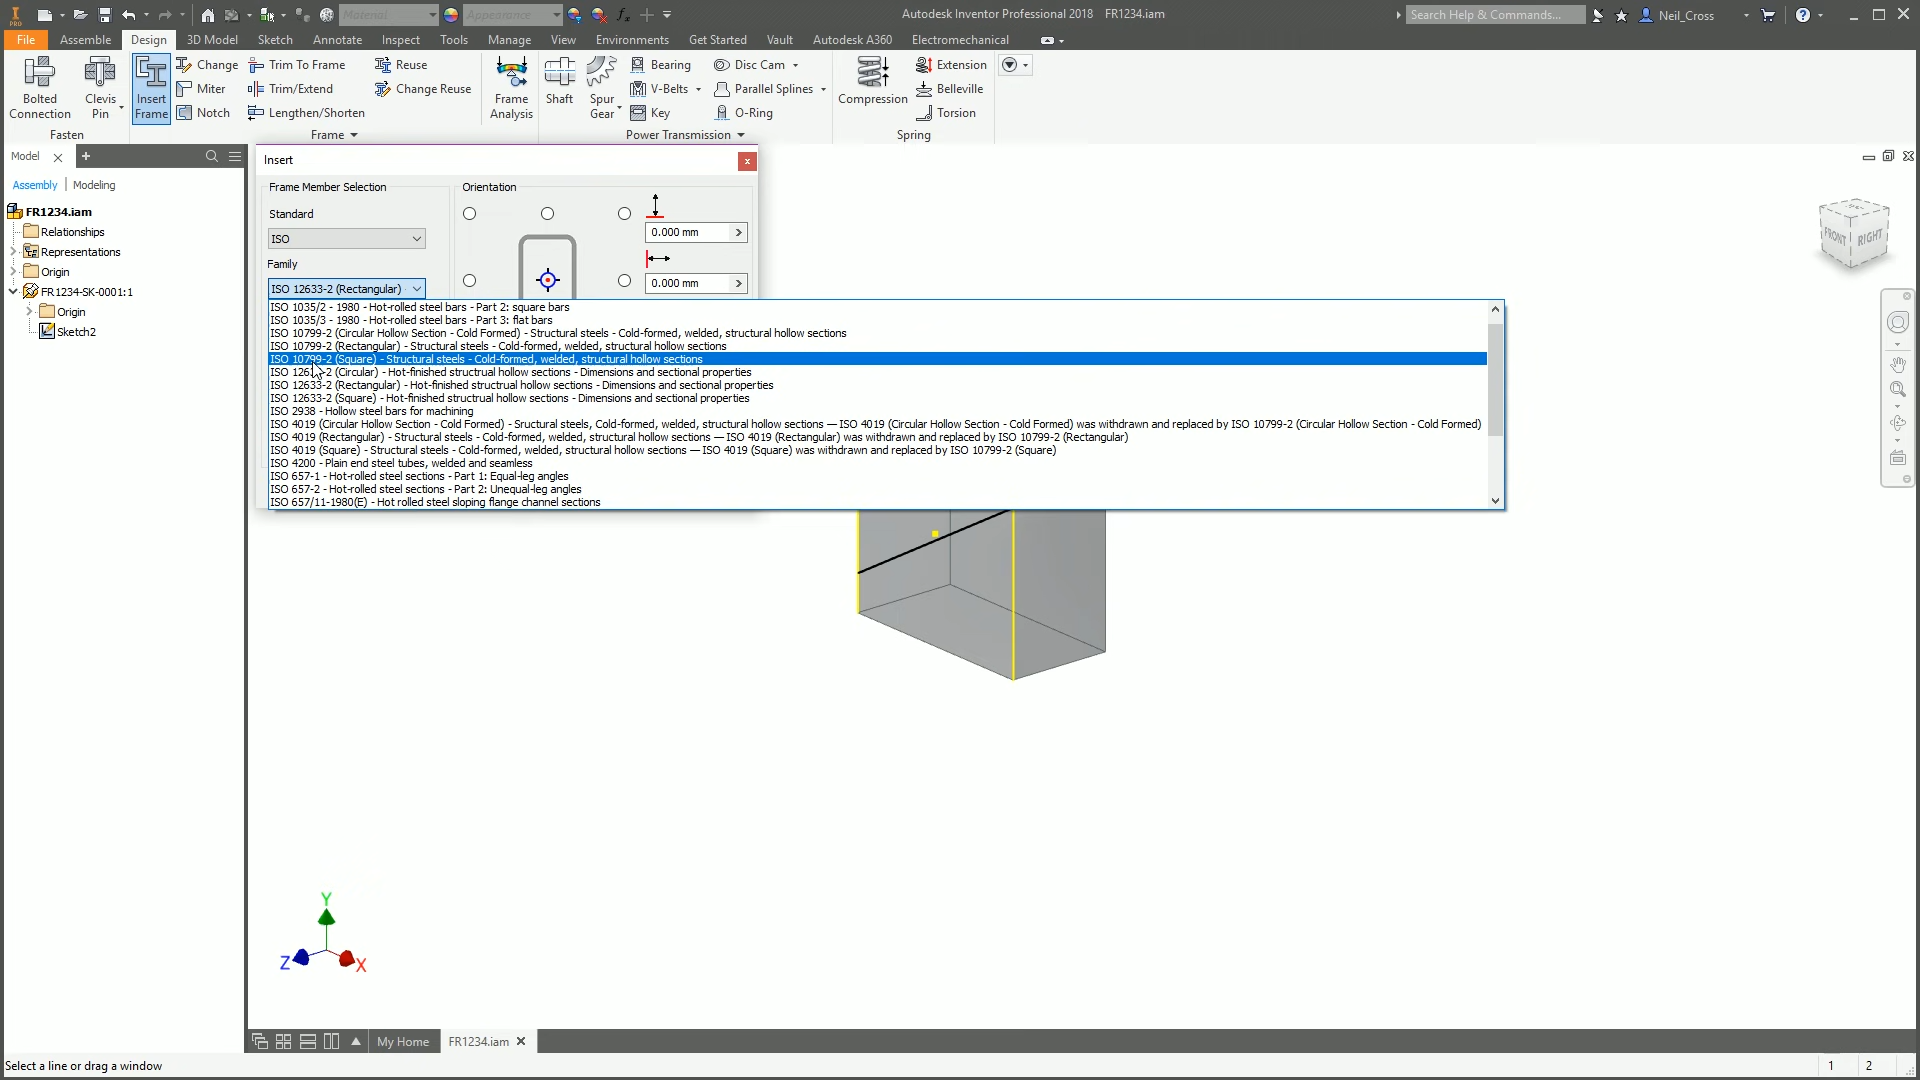 PRO
Material
Appearance
Autodesk Inventor Professional 2018
FR1234.iam
Search Help & Commands...
Neil_Cross
File
Assemble
Design
3D Model
Sketch
Annotate
Inspect
Tools
Manage
View
Environments
Get Started
Vault
Autodesk A360
Electromechanical
Bolted Connection
Clevis Pin
Insert Frame
Change
Miter
Notch
Trim To Frame
Trim/Extend
Lengthen/Shorten
Reuse
Change Reuse
Frame Analysis
Shaft
Spur Gear
Bearing
V-Belts
Key
Disc Cam
Parallel Splines
O-Ring
Compression
Extension
Belleville
Torsion
Fasten
Frame
Power Transmission
Spring
Model
Assembly
Modeling
FR1234.iam
Relationships
Representations
Origin
FR1234-SK-0001:1
Origin
Sketch2
Insert
Frame Member Selection
Orientation
Standard
ISO
0.000 mm
Family
ISO 12633-2 (Rectangular)
0.000 mm
ISO 1035/2 - 1980 - Hot-rolled steel bars - Part 2: square bars
ISO 1035/3 - 1980 - Hot-rolled steel bars - Part 3: flat bars
ISO 10799-2 (Circular Hollow Section - Cold Formed) - Structural steels - Cold-formed, welded, structural hollow sections
ISO 10799-2 (Rectangular) - Structural steels - Cold-formed, welded, structural hollow sections
ISO 10799-2 (Square) - Structural steels - Cold-formed, welded, structural hollow sections
(Circular) - Hot-finished structrual hollow sections - Dimensions and sectional properties
ISO 12633-2 (Rectangular) - Hot-finished structrual hollow sections - Dimensions and sectional properties
ISO 12633-2 (Square) - Hot-finished structrual hollow sections - Dimensions and sectional properties
ISO 2938 - Hollow steel bars for machining
ISO 4019 (Circular Hollow Section - Cold Formed) - Sructural steels, Cold-formed, welded, structural hollow sections — ISO 4019 (Circular Hollow Section - Cold Formed) was withdrawn and replaced by ISO 10799-2 (Circular Hollow Section - Cold Formed)
ISO 4019 (Rectangular) - Structural steels - Cold-formed, welded, structural hollow sections — ISO 4019 (Rectangular) was withdrawn and replaced by ISO 10799-2 (Rectangular)
ISO 4019 (Square) - Structural steels - Cold-formed, welded, structural hollow sections — ISO 4019 (Square) was withdrawn and replaced by ISO 10799-2 (Square)
ISO 4200 - Plain end steel tubes, welded and seamless
ISO 657-1 - Hot-rolled steel sections - Part 1: Equal-leg angles
ISO 657-2 - Hot-rolled steel sections - Part 2: Unequal-leg angles
ISO 657/11-1980(E) - Hot rolled steel sloping flange channel sections
FRONT
RIGHT
Y
Z
X
My Home
FR1234.iam
Select a line or drag a window
1
2